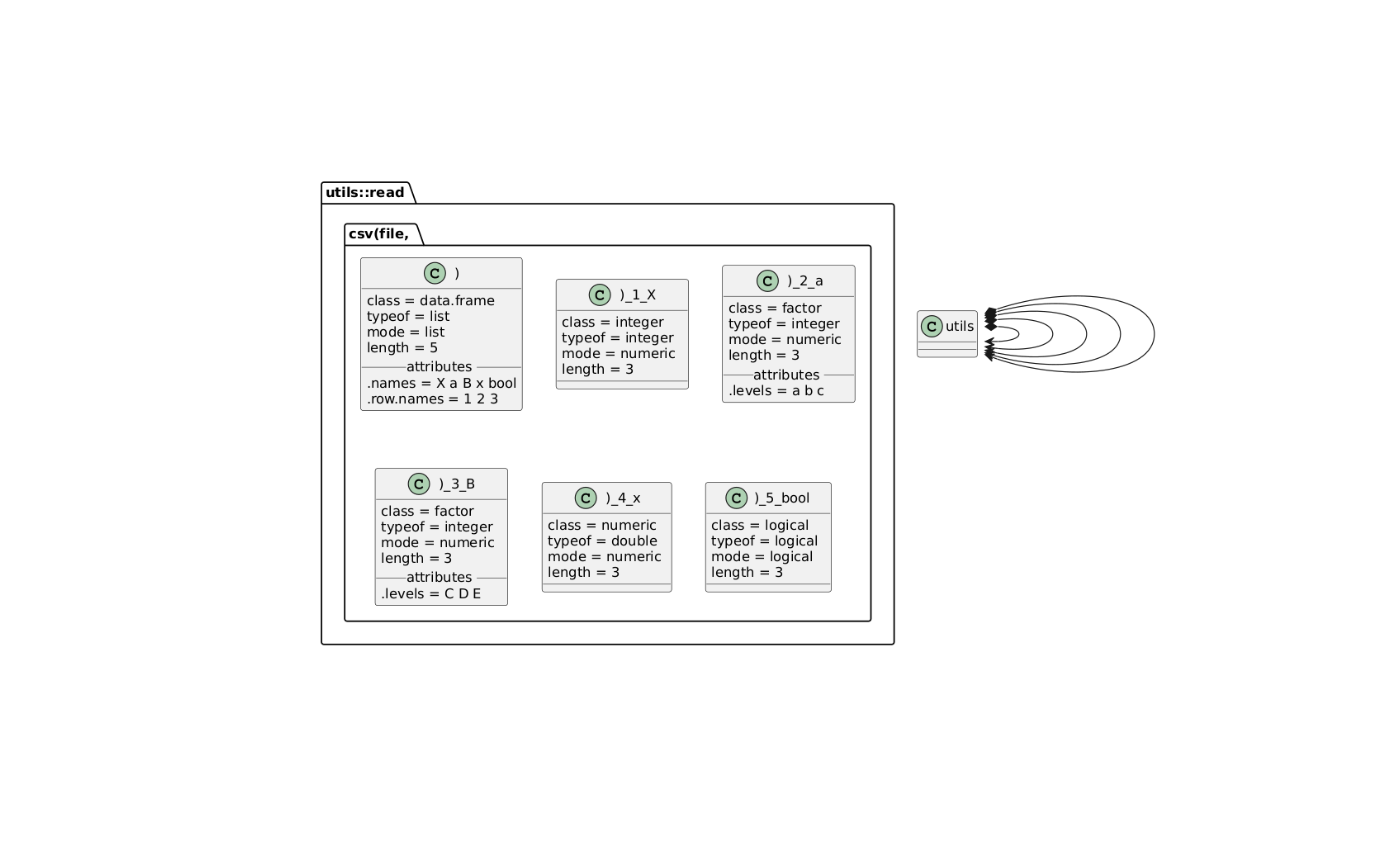 utils::read
csv(file,
C )
class = data.frame
typeof = list
mode = list
length = 5
attributes
.names = X a B x bool
.row.names = 1 2 3
C )_1_X
class = integer
typeof = integer
mode = numeric
length = 3
C )_2_a
class = factor
typeof = integer
mode = numeric
length = 3
attributes
.levels = a b c
C utils
C )_3_B
class = factor
typeof = integer
mode = numeric
length = 3
attributes
.levels = C D E
C )_4_x
class = numeric
typeof = double
mode = numeric
length = 3
C )_5_bool
class = logical
typeof = logical
mode = logical
length = 3